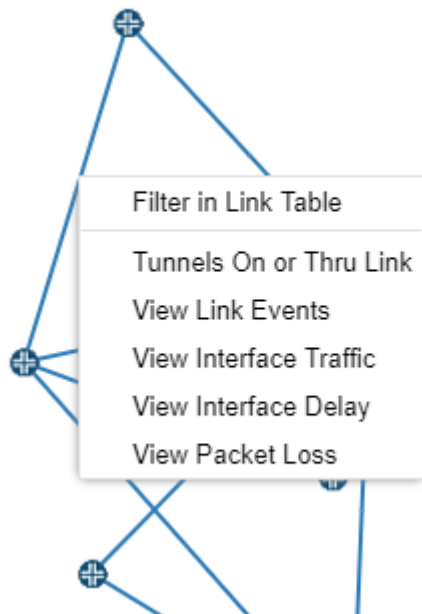 Filter in Link Table
Tunnels On or Thru Link
View Link Events
View Interface Traffic
View Interface Delay
View Packet Loss